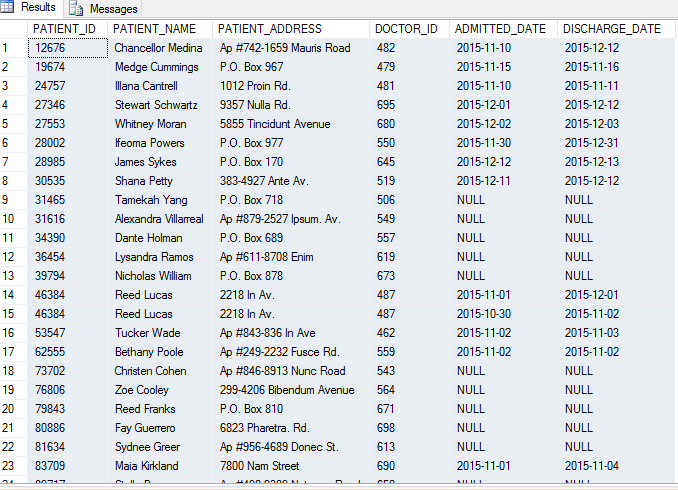 Results Messages
PATIENT_ID PATIENT_NAME PATIENT_ADDRESS DOCTOR_ID ADMITTED_DATE DISCHARGE_DATE
1 12676 Chancellor Medina Ap #742-1659 Mauris Road 482 2015-11-10 2015-12-12
2 19674 Medge Cummings P.O. Box 967 479 2015-11-15 2015-11-16
3 24757 Illana Cantrell 1012 Proin Rd. 481 2015-11-10 2015-11-11
4 27346 Stewart Schwartz 9357 Nulla Rd. 695 2015-12-01 2015-12-12
5 27553 Whitney Moran 5855 Tincidunt Avenue 680 2015-12-02 2015-12-03
6 28002 Ifeoma Powers P.O. Box 977 550 2015-11-30 2015-12-31
7 28985 James Sykes P.O. Box 170 645 2015-12-12 2015-12-13
8 30535 Shana Petty 383-4927 Ante Av. 519 2015-12-11 2015-12-12
9 31465 Tamekah Yang P.O. Box 718 506 NULL NULL
10 31616 Alexandra Villarreal Ap #879-2527 Ipsum. Av. 549 NULL NULL
11 34390 Dante Holman P.O. Box 689 557 NULL NULL
12 36454 Lysandra Ramos Ap #611-8708 Enim 619 NULL NULL
13 39794 Nicholas William P.O. Box 878 673 NULL NULL
14 46384 Reed Lucas 2218 In Av. 487 2015-11-01 2015-12-01
15 46384 Reed Lucas 2218 In Av. 487 2015-10-30 2015-11-02
16 53547 Tucker Wade Ap #843-836 In Ave 462 2015-11-02 2015-11-03
17 62555 Bethany Poole Ap #249-2232 Fusce Rd. 559 2015-11-02 2015-11-02
18 73702 Christen Cohen Ap #846-8913 Nunc Road 543 NULL NULL
19 76806 Zoe Cooley 299-4206 Bibendum Avenue 564 NULL NULL
20 79843 Reed Franks P.O. Box 810 671 NULL NULL
21 80886 Fay Guerrero 6823 Pharetra. Rd. 698 NULL NULL
22 81634 Sydnee Greer Ap #956-4689 Donec St. 613 NULL NULL
23 83709 Maia Kirkland 7800 Nam Street 690 2015-11-01 2015-11-04